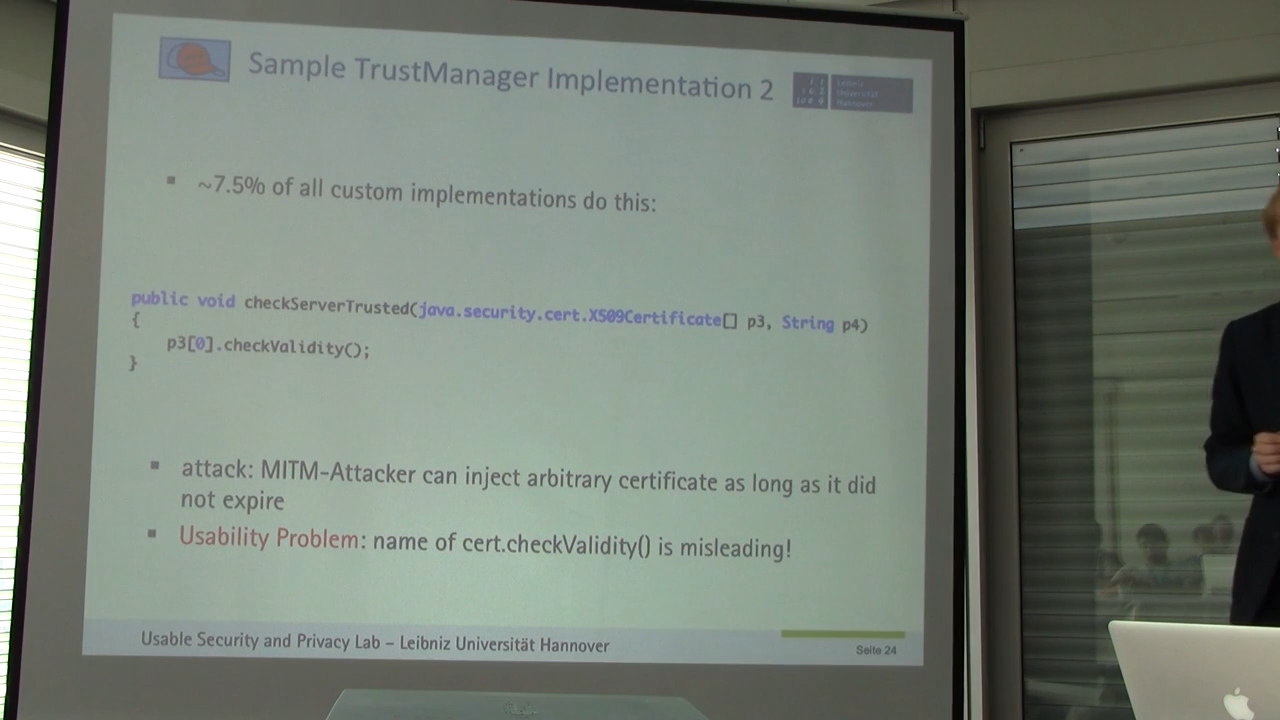 Sample TrustManager Implementation 2
Leibniz
Universität
Hannover
~7.5% of all custom implementations do this:
public void checkServerTrusted(java.security.cert.X509Certificate[] p3, String p4)
{
p3[0].checkValidity();
}
attack: MITM-Attacker can inject arbitrary certificate as long as it did
not expire
Usability Problem: name of cert.checkValidity() is misleading!
Usable Security and Privacy Lab – Leibniz Universität Hannover
Seite 24